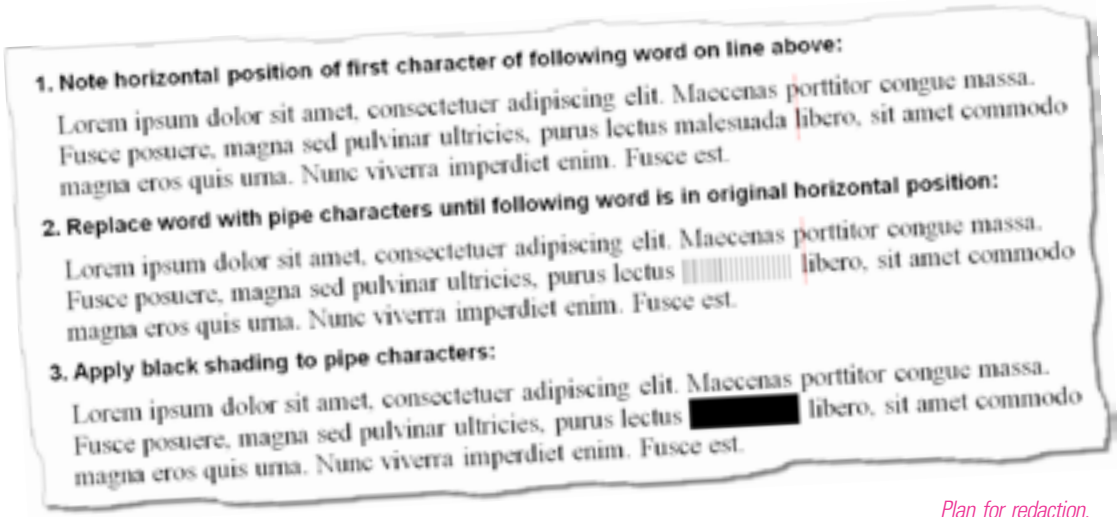 1. Note horizontal position of first character of following word on line above:
Lorem ipsum dolor sit amet, consectetuer adipiscing elit. Maecenas porttitor congue massa.
Fusce posuere, magna sed pulvinar ultricies, purus lectus malesuada libero, sit amet commodo
magna eros quis urna. Nunc viverra imperdiet enim. Fusce est.
2. Replace word with pipe characters until following word is in original horizontal position:
Lorem ipsum dolor sit amet, consectetuer adipiscing elit. Maecenas porttitor congue massa.
Fusce posuere, magna sed pulvinar ultricies, purus lectus |||||||||||||||||||||| libero, sit amet commodo
magna eros quis urna. Nunc viverra imperdiet enim. Fusce est.
3. Apply black shading to pipe characters:
Lorem ipsum dolor sit amet, consectetuer adipiscing elit. Maecenas porttitor congue massa.
Fusce posuere, magna sed pulvinar ultricies, purus lectus libero, sit amet commodo
magna eros quis urna. Nunc viverra imperdiet enim. Fusce est.
Plan for redaction.